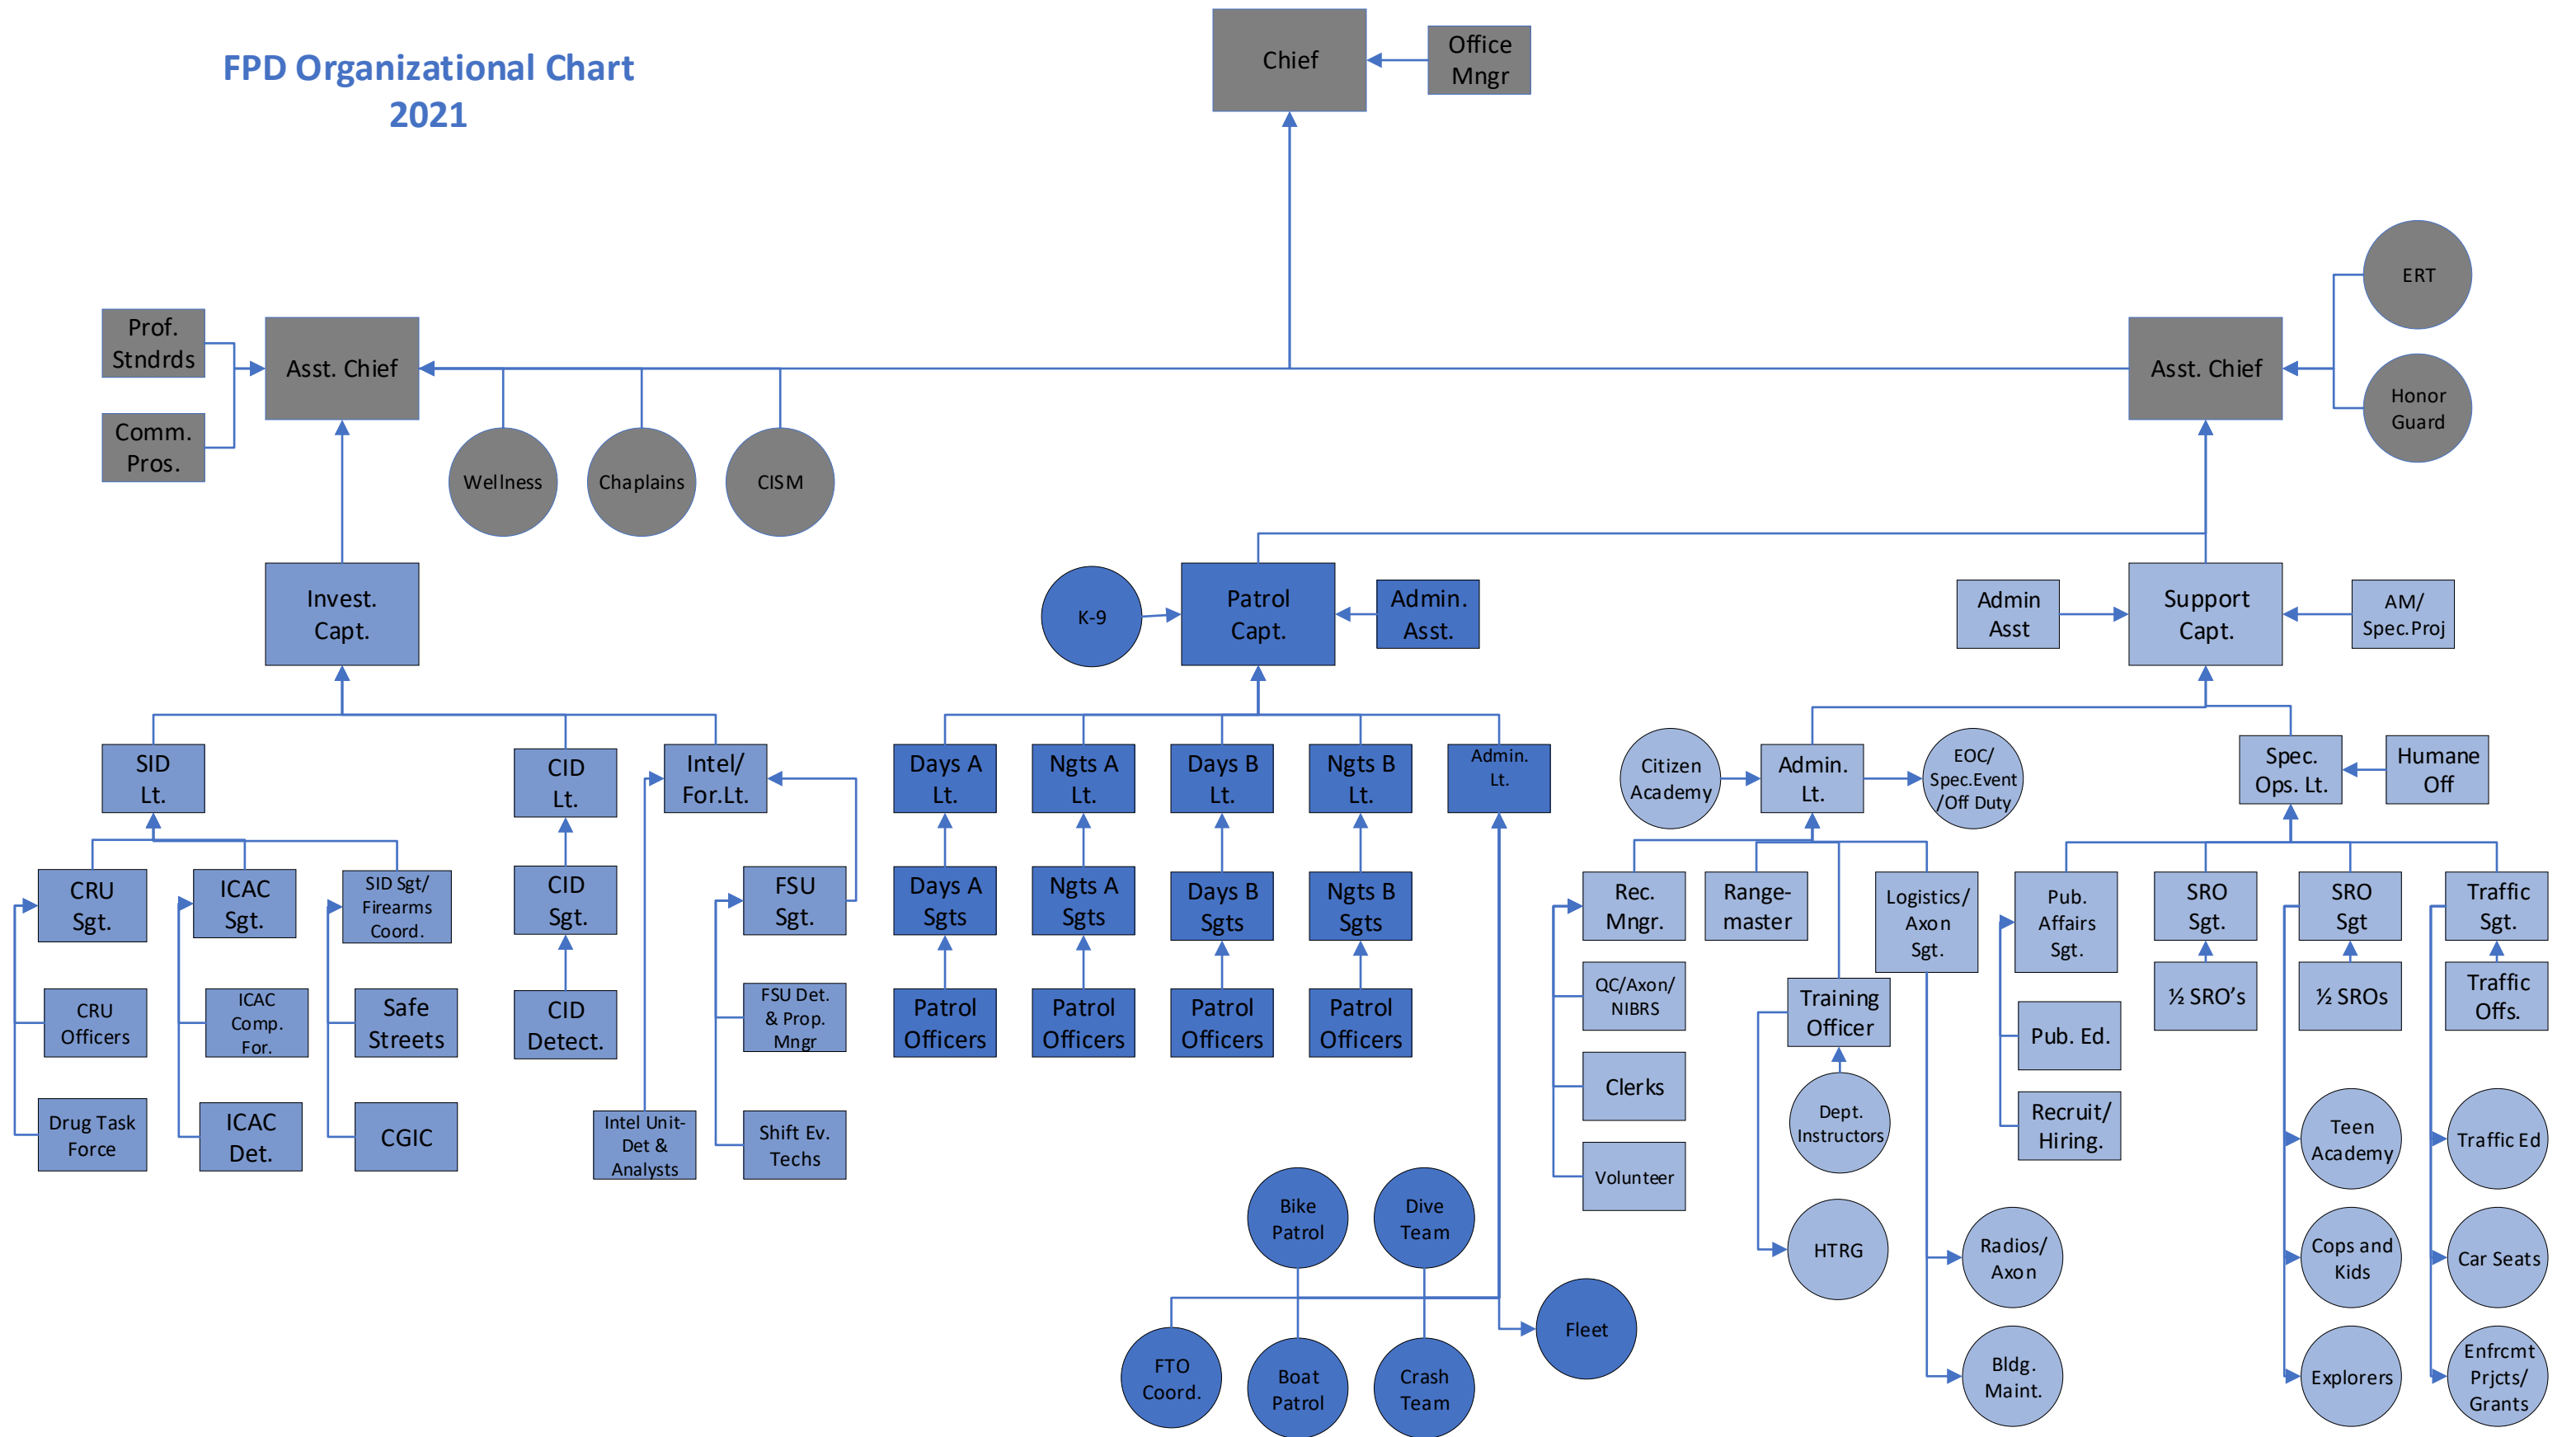 FPD Organizational Chart
2021
Chief
Office
Mngr
ERT
Prof.
Stndrds
Asst. Chief
Asst. Chief
Honor
Guard
Comm.
Pros.
Wellness
Chaplains
CISM
Invest.
Capt.
K-9
Patrol
Capt.
Admin.
Asst.
Admin
Asst
Support
Capt.
AM/
Spec.Proj
SID
Lt.
CID
Lt.
Intel/
For.Lt.
Days A
Lt.
Ngts A
Lt.
Days B
Lt.
Ngts B
Lt.
Admin.
Lt.
Citizen
Academy
Admin.
Lt.
EOC/
Spec.Event
/Off Duty
Spec.
Ops. Lt.
Humane
Off
CRU
Sgt.
ICAC
Sgt.
SID Sgt/
Firearms
Coord.
CID
Sgt.
FSU
Sgt.
Days A
Sgts
Ngts A
Sgts
Days B
Sgts
Ngts B
Sgts
Rec.
Mngr.
Range-
master
Logistics/
Axon
Sgt.
Pub.
Affairs
Sgt.
SRO
Sgt.
SRO
Sgt
Traffic
Sgt.
CRU
Officers
ICAC
Comp.
For.
Safe
Streets
CID
Detect.
FSU Det.
& Prop.
Mngr
Patrol
Officers
Patrol
Officers
Patrol
Officers
Patrol
Officers
QC/Axon/
NIBRS
Training
Officer
Pub. Ed.
½ SRO’s
½ SROs
Traffic
Offs.
Drug Task
Force
ICAC
Det.
CGIC
Intel Unit-
Det &
Analysts
Shift Ev.
Techs
Clerks
Dept.
Instructors
Recruit/
Hiring.
Teen
Academy
Traffic Ed
Volunteer
Bike
Patrol
Dive
Team
HTRG
Radios/
Axon
Cops and
Kids
Car Seats
Fleet
FTO
Coord.
Boat
Patrol
Crash
Team
Bldg.
Maint.
Explorers
Enfrcmt
Prjcts/
Grants